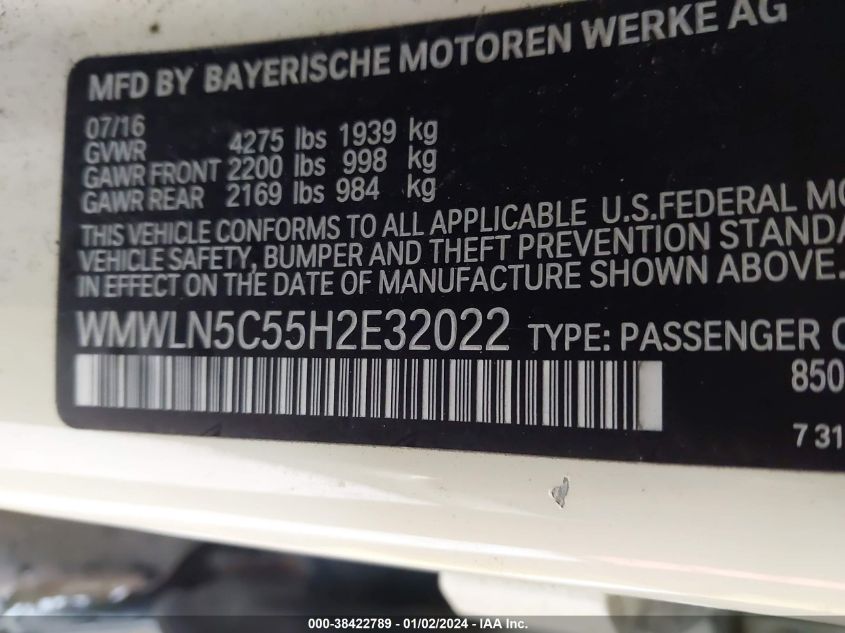 MFD BY BAYERISCHE MOTOREN WERKE AG
07/16
GVWR 4275 lbs 1939 kg
GAWR FRONT 2200 lbs 998 kg
GAWR REAR 2169 lbs 984 kg
THIS VEHICLE CONFORMS TO ALL APPLICABLE U.S.FEDERAL
VEHICLE SAFETY, BUMPER AND THEFT PREVENTION
IN EFFECT ON THE DATE OF MANUFACTURE SHOWN ABOVE.
WMWLN5C55H2E32022 TYPE: PASSENGER
850
7 31
000-38422789 - 01/02/2024 - IAA Inc.